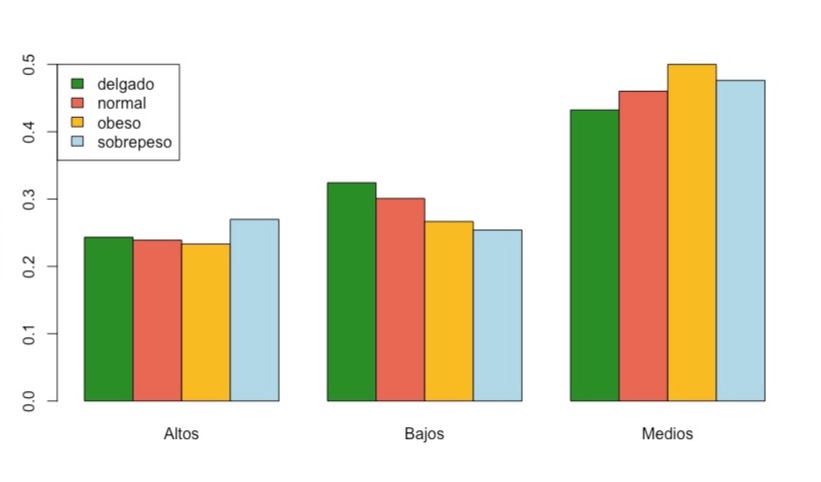 0.5
0.4
0.3
0.2
0.1
0.0
delgado
normal
obeso
sobrepeso
Altos
Bajos
Medios